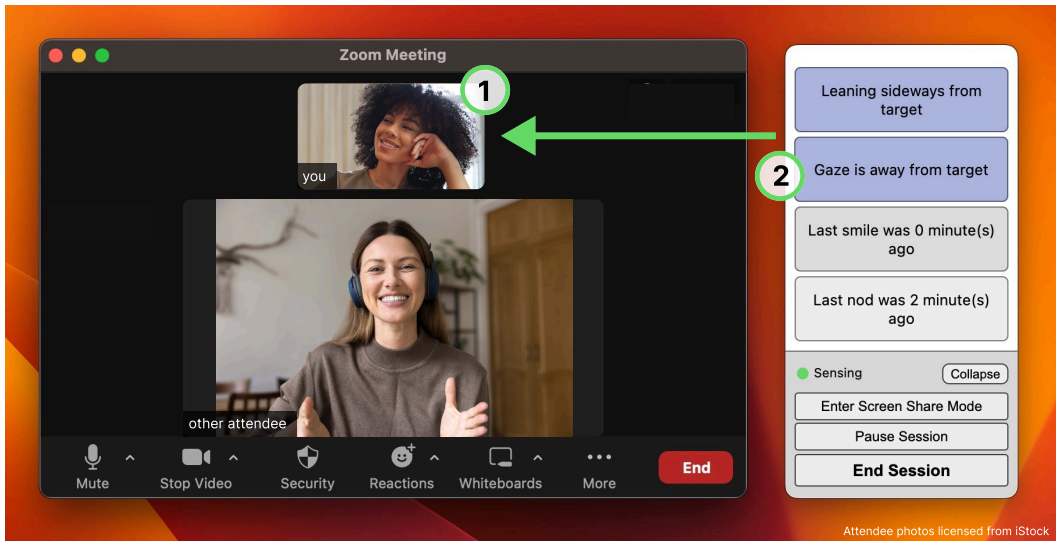 Zoom Meeting
1
you
other attendee
Mute
Stop Video
Security
Reactions
Whiteboards
More
End
2
Leaning sideways from
target
Gaze is away from target
Last smile was 0 minute(s)
ago
Last nod was 2 minute(s)
ago
Sensing
Collapse
Enter Screen Share Mode
Pause Session
End Session
Attendee photos licensed from iStock